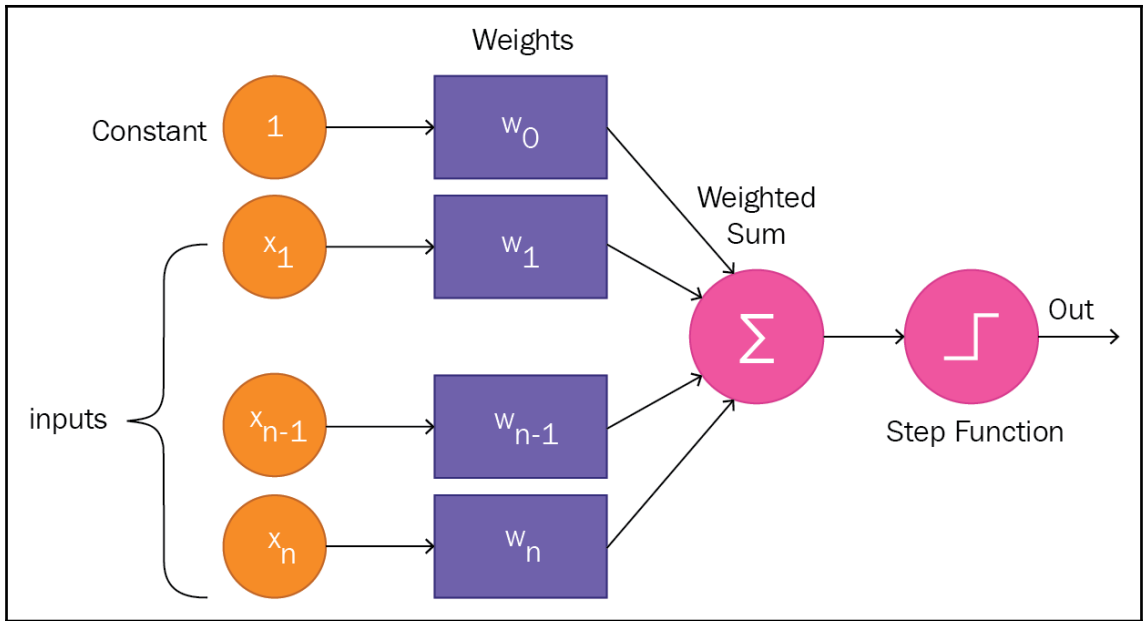 Weights
Constant
1
w0
x1
w1
Weighted
Sum
∑
Out
inputs
xn-1
wn-1
Step Function
xn
wn